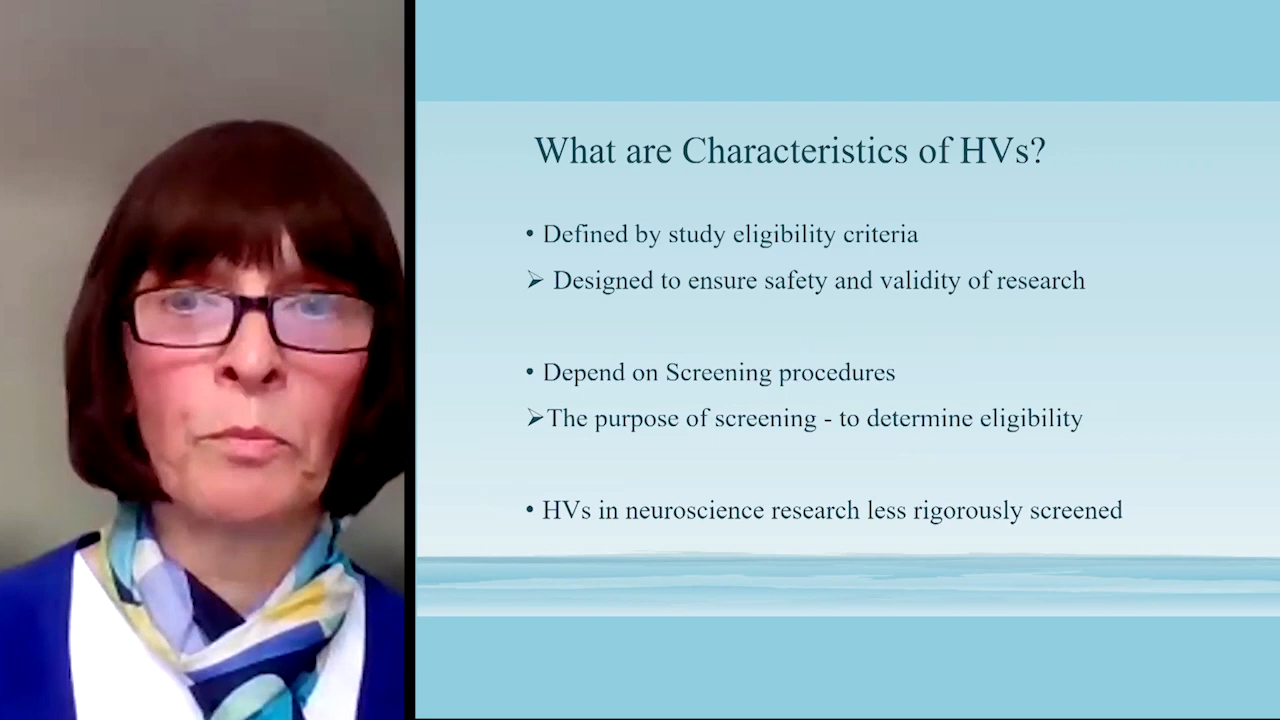 What are Characteristics of HVs?
• Defined by study eligibility criteria
➢ Designed to ensure safety and validity of research
• Depend on Screening procedures
➢The purpose of screening - to determine eligibility
• HVs in neuroscience research less rigorously screened